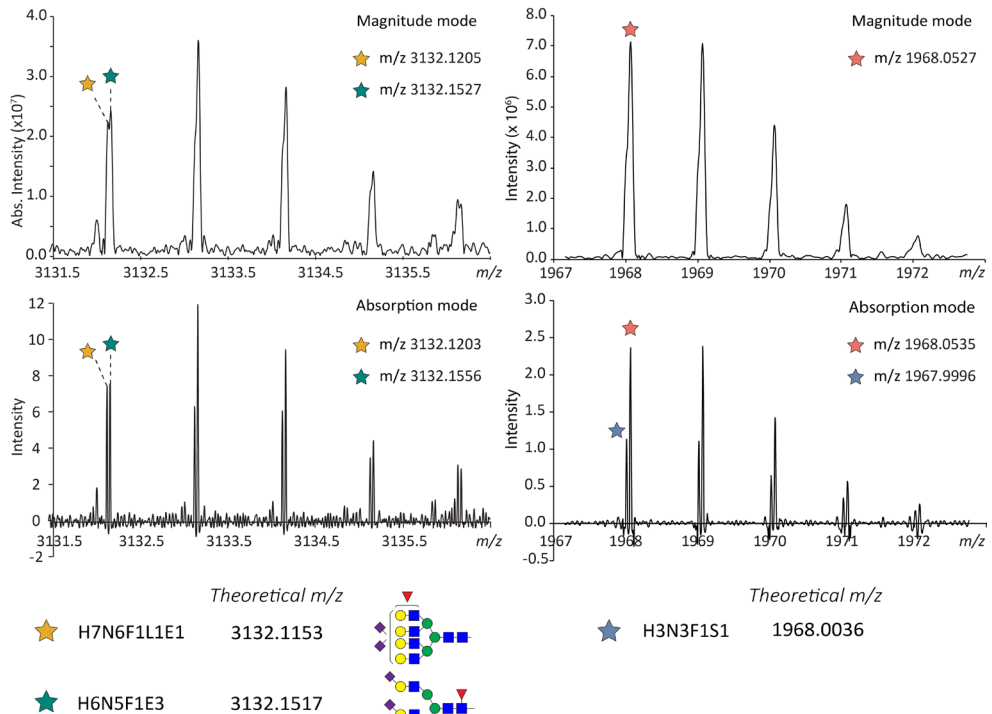 Magnitude mode
m/z 3132.1205
m/z 3132.1527
Abs. Intensity (x10⁷)
4.0
3.0
2.0
1.0
0.0
3131.5 3132.5 3133.5 3134.5 3135.5 m/z
Magnitude mode
m/z 1968.0527
Intensity (x 10⁶)
8.0
7.0
6.0
5.0
4.0
3.0
2.0
1.0
0.0
1967 1968 1969 1970 1971 1972 m/z
Absorption mode
m/z 3132.1203
m/z 3132.1556
Intensity
12
10
8
6
4
2
0
-2
3131.5 3132.5 3133.5 3134.5 3135.5 m/z
Absorption mode
m/z 1968.0535
m/z 1967.9996
Intensity
3.0
2.5
2.0
1.5
1.0
0.5
0.0
-0.5
1967 1968 1969 1970 1971 1972 m/z
Theoretical m/z
H7N6F1L1E1 3132.1153
H6N5F1E3 3132.1517
Theoretical m/z
H3N3F1S1 1968.0036